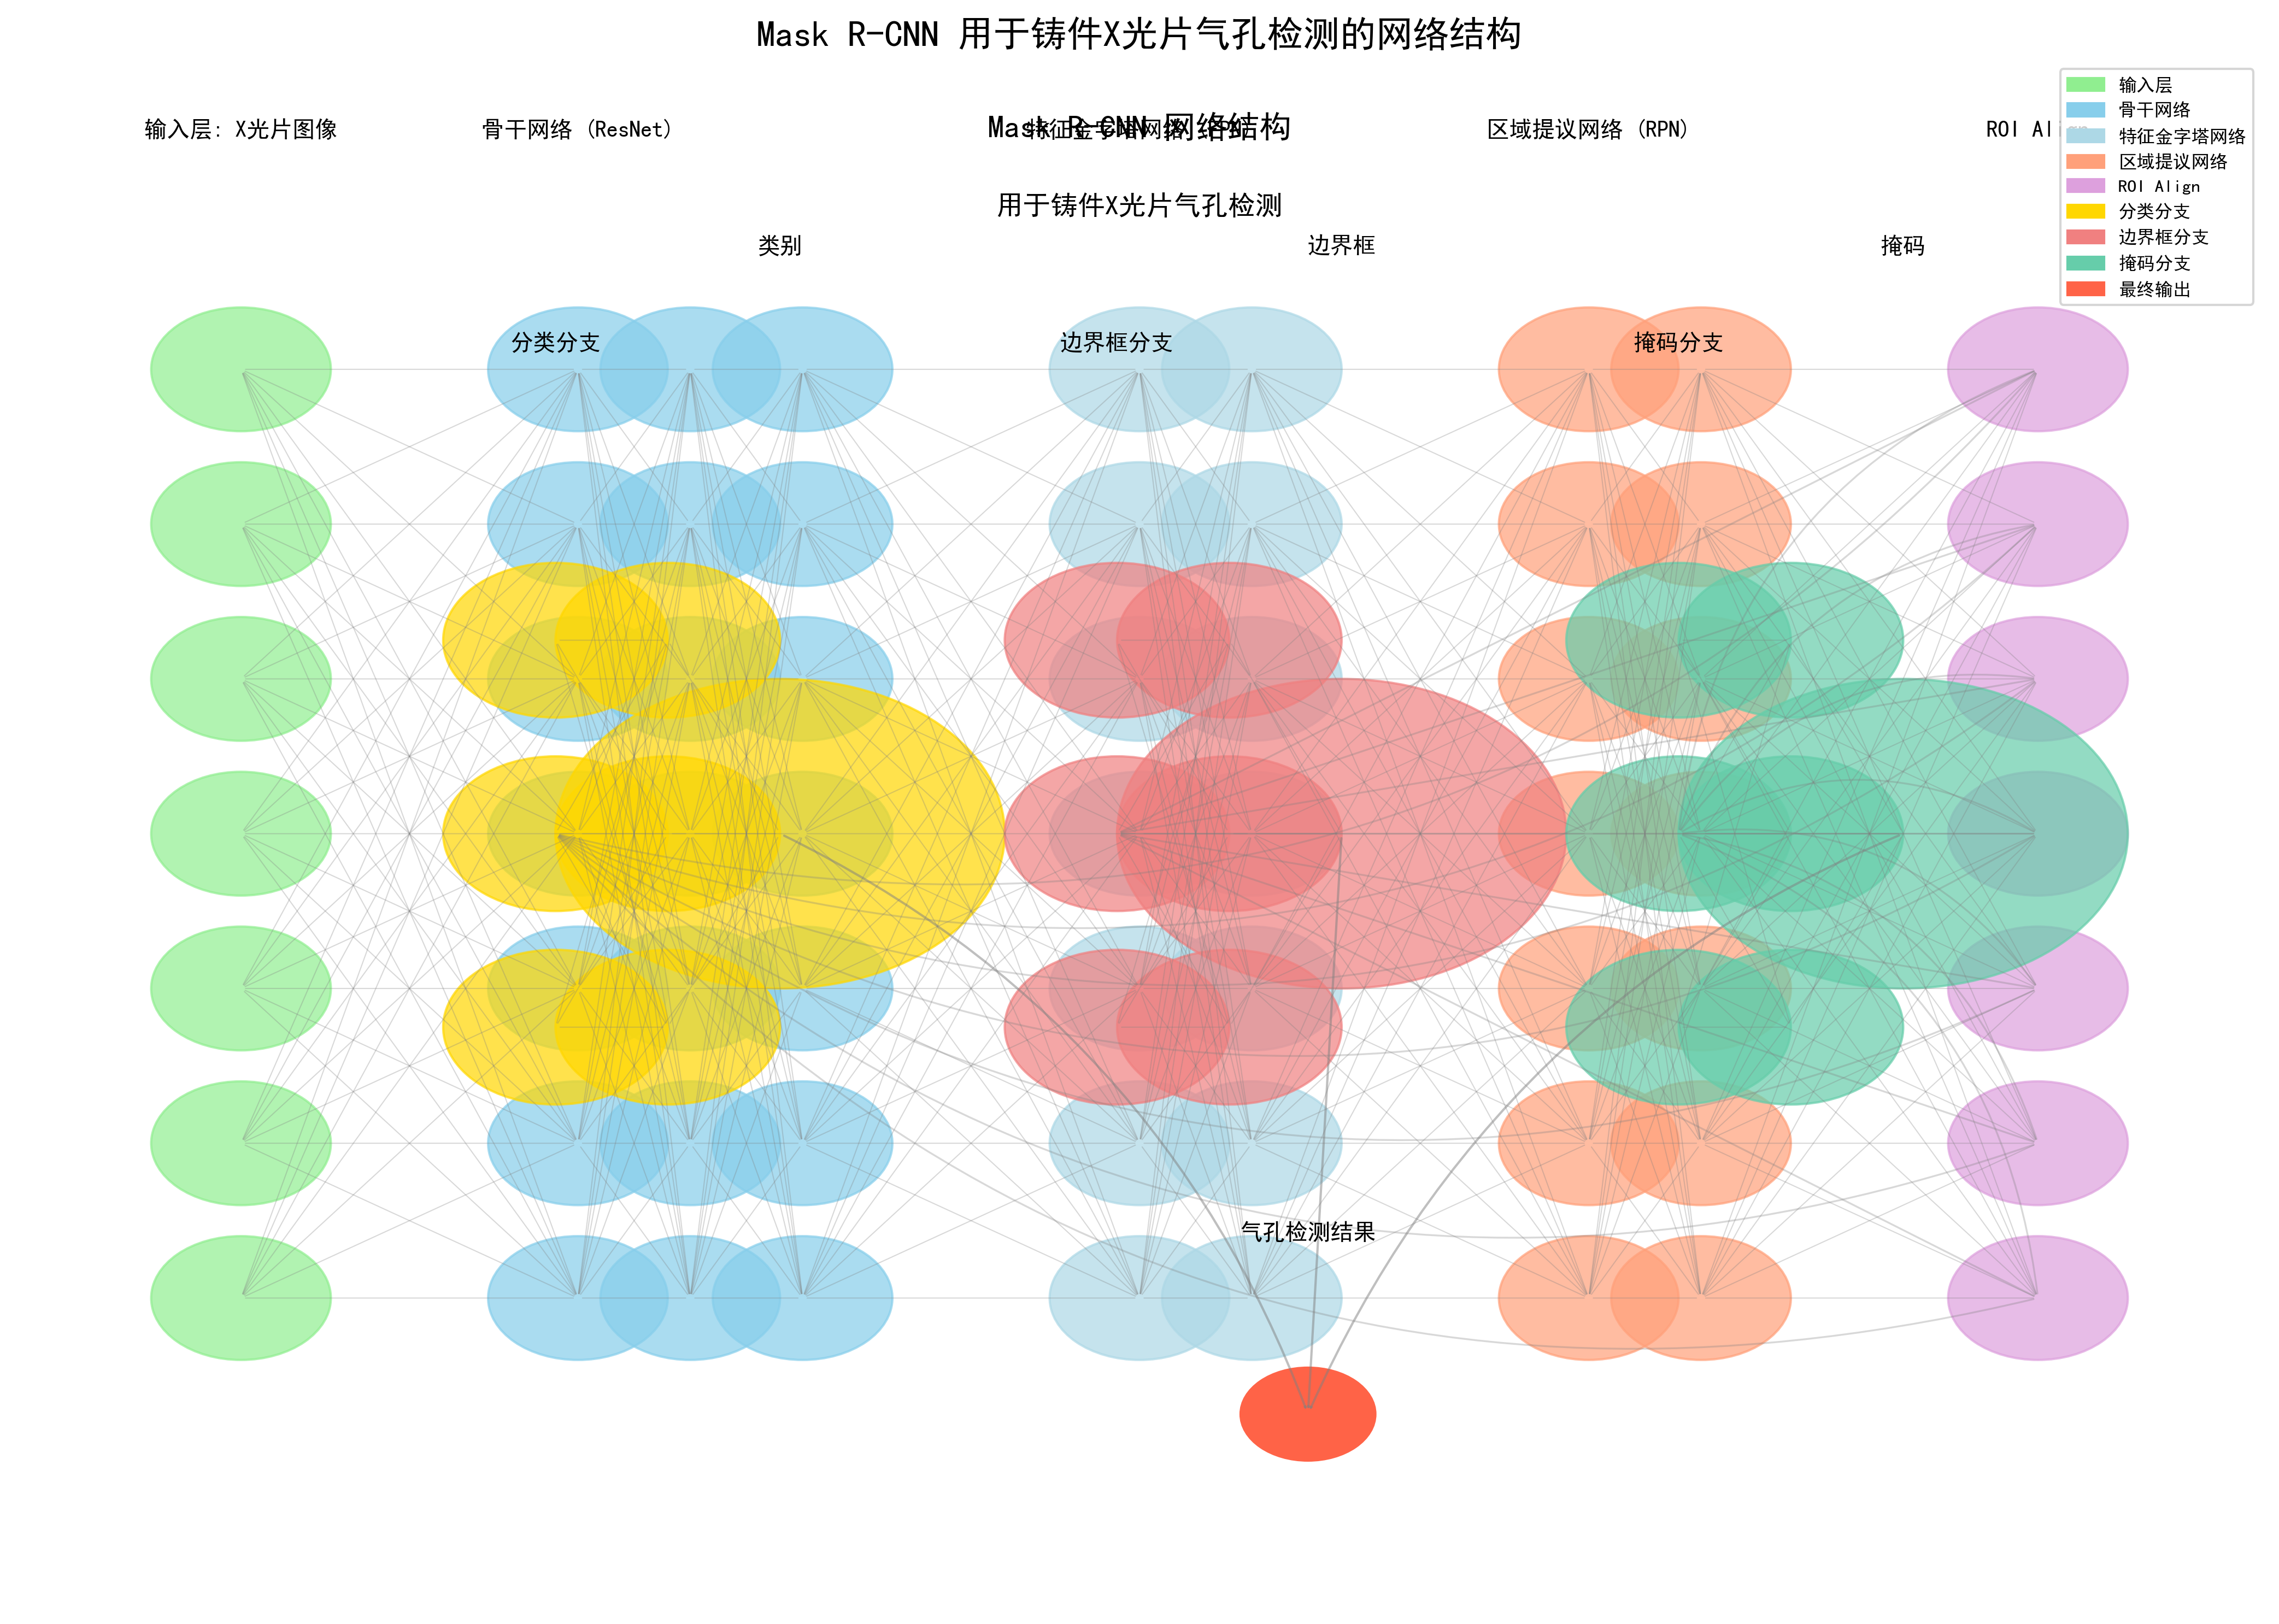 Mask R-CNN 用于铸件X光片气孔检测的网络结构
输入层: X光片图像
骨干网络 (ResNet)
Mask R-CNN 网络结构
特征金字塔网络
区域提议网络 (RPN)
ROI Al
用于铸件X光片气孔检测
类别
边界框
掩码
输入层
骨干网络
特征金字塔网络
区域提议网络
ROI Align
分类分支
边界框分支
掩码分支
最终输出
分类分支
边界框分支
掩码分支
气孔检测结果